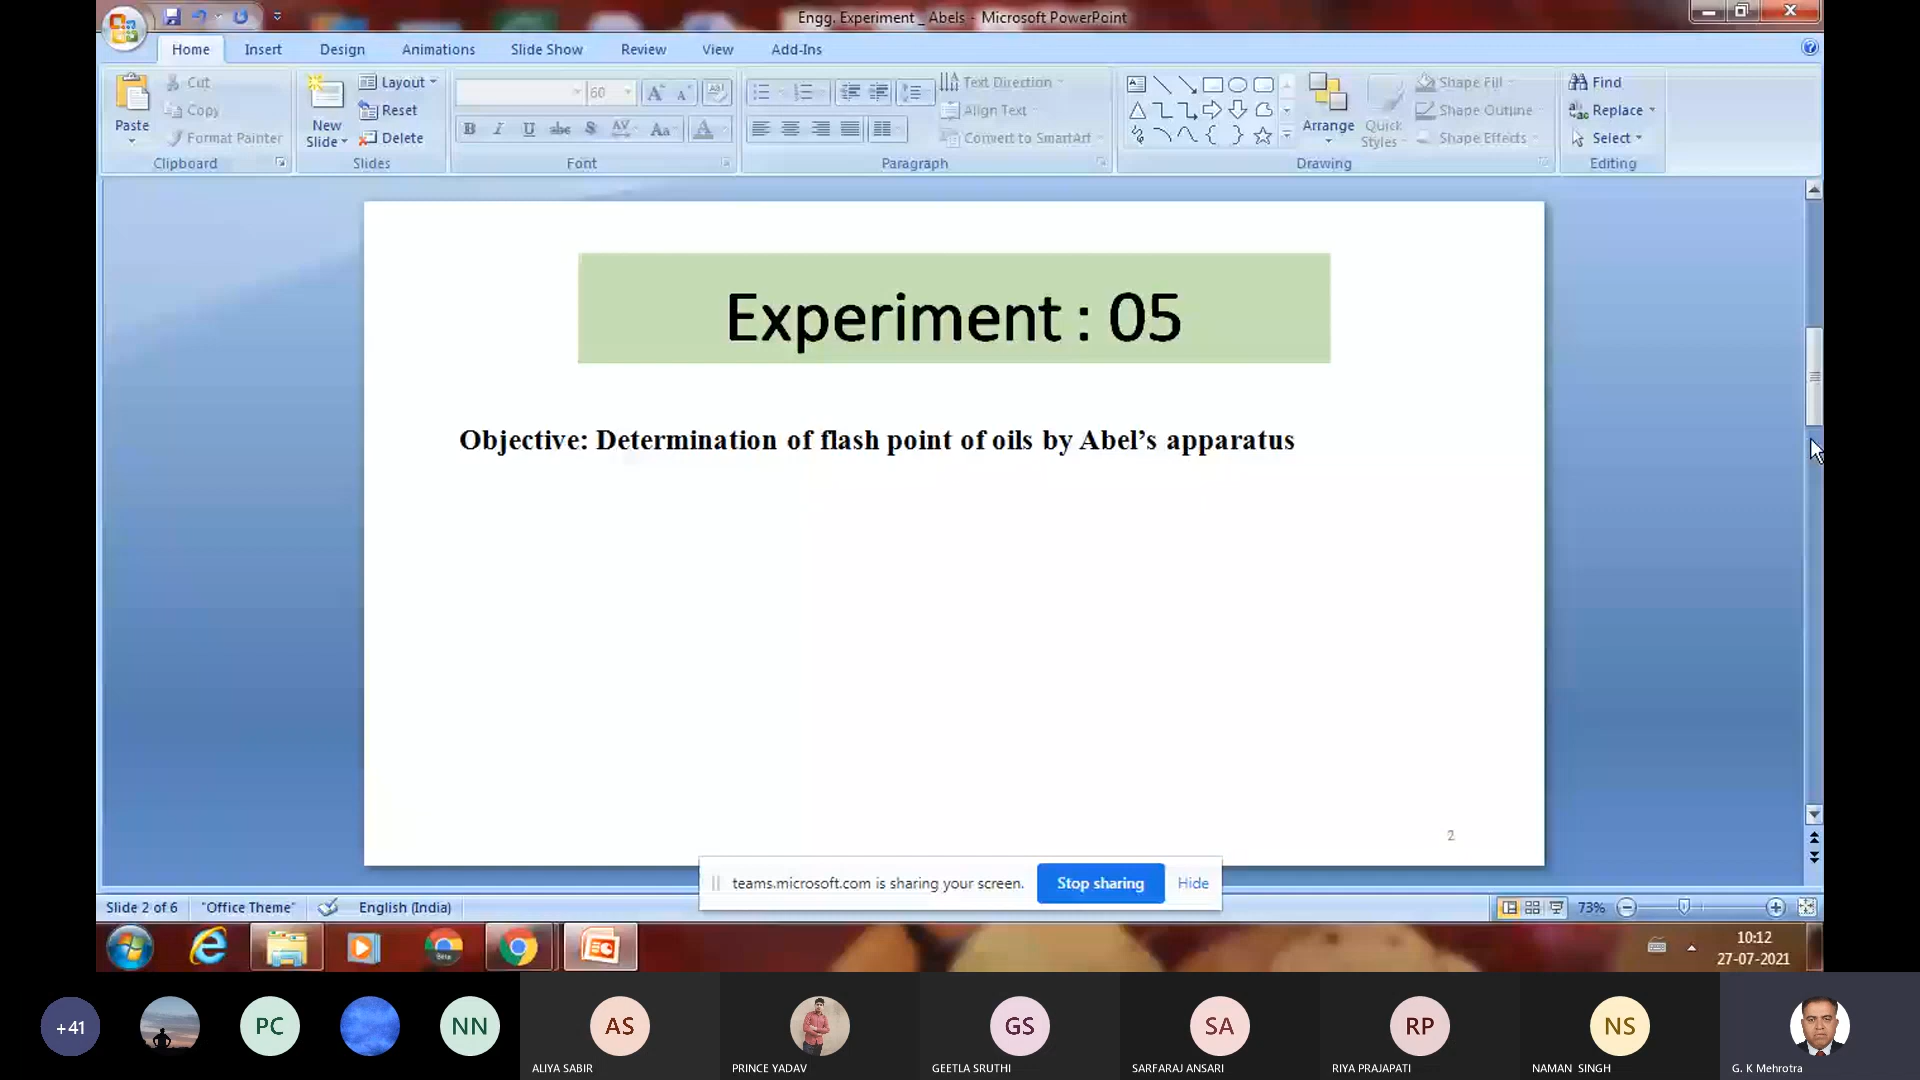 Engg. Experiment _ Abels - Microsoft PowerPoint
Home Insert Design Animations Slide Show Review View Add-Ins
Paste
Cut
Copy
Format Painter
Clipboard
New Slide
Layout
Reset
Delete
Slides
60
Font
Text Direction
Align Text
Convert to SmartArt
Paragraph
Arrange
Quick Styles
Shape Fill
Shape Outline
Shape Effects
Drawing
Find
Replace
Select
Editing
Experiment : 05
Objective: Determination of flash point of oils by Abel’s apparatus
2
teams.microsoft.com is sharing your screen. Stop sharing Hide
Slide 2 of 6 "Office Theme" English (India) 73%
10:12
27-07-2021
+41 PC NN AS GS SA RP NS
ALIYA SABIR PRINCE YADAV GEETLA SRUTHI SARFARAJ ANSARI RIYA PRAJAPATI NAMAN SINGH G. K Mehrotra